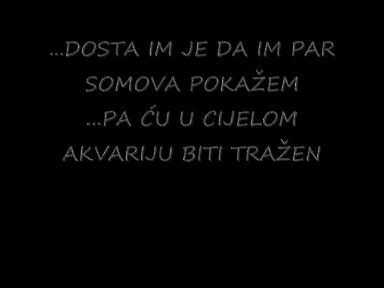 ...DOSTA IM JE DA IM PAR
SOMOVA POKAŽEM
...PA ĆU U CIJELOM
AKVARIJU BITI TRAŽEN